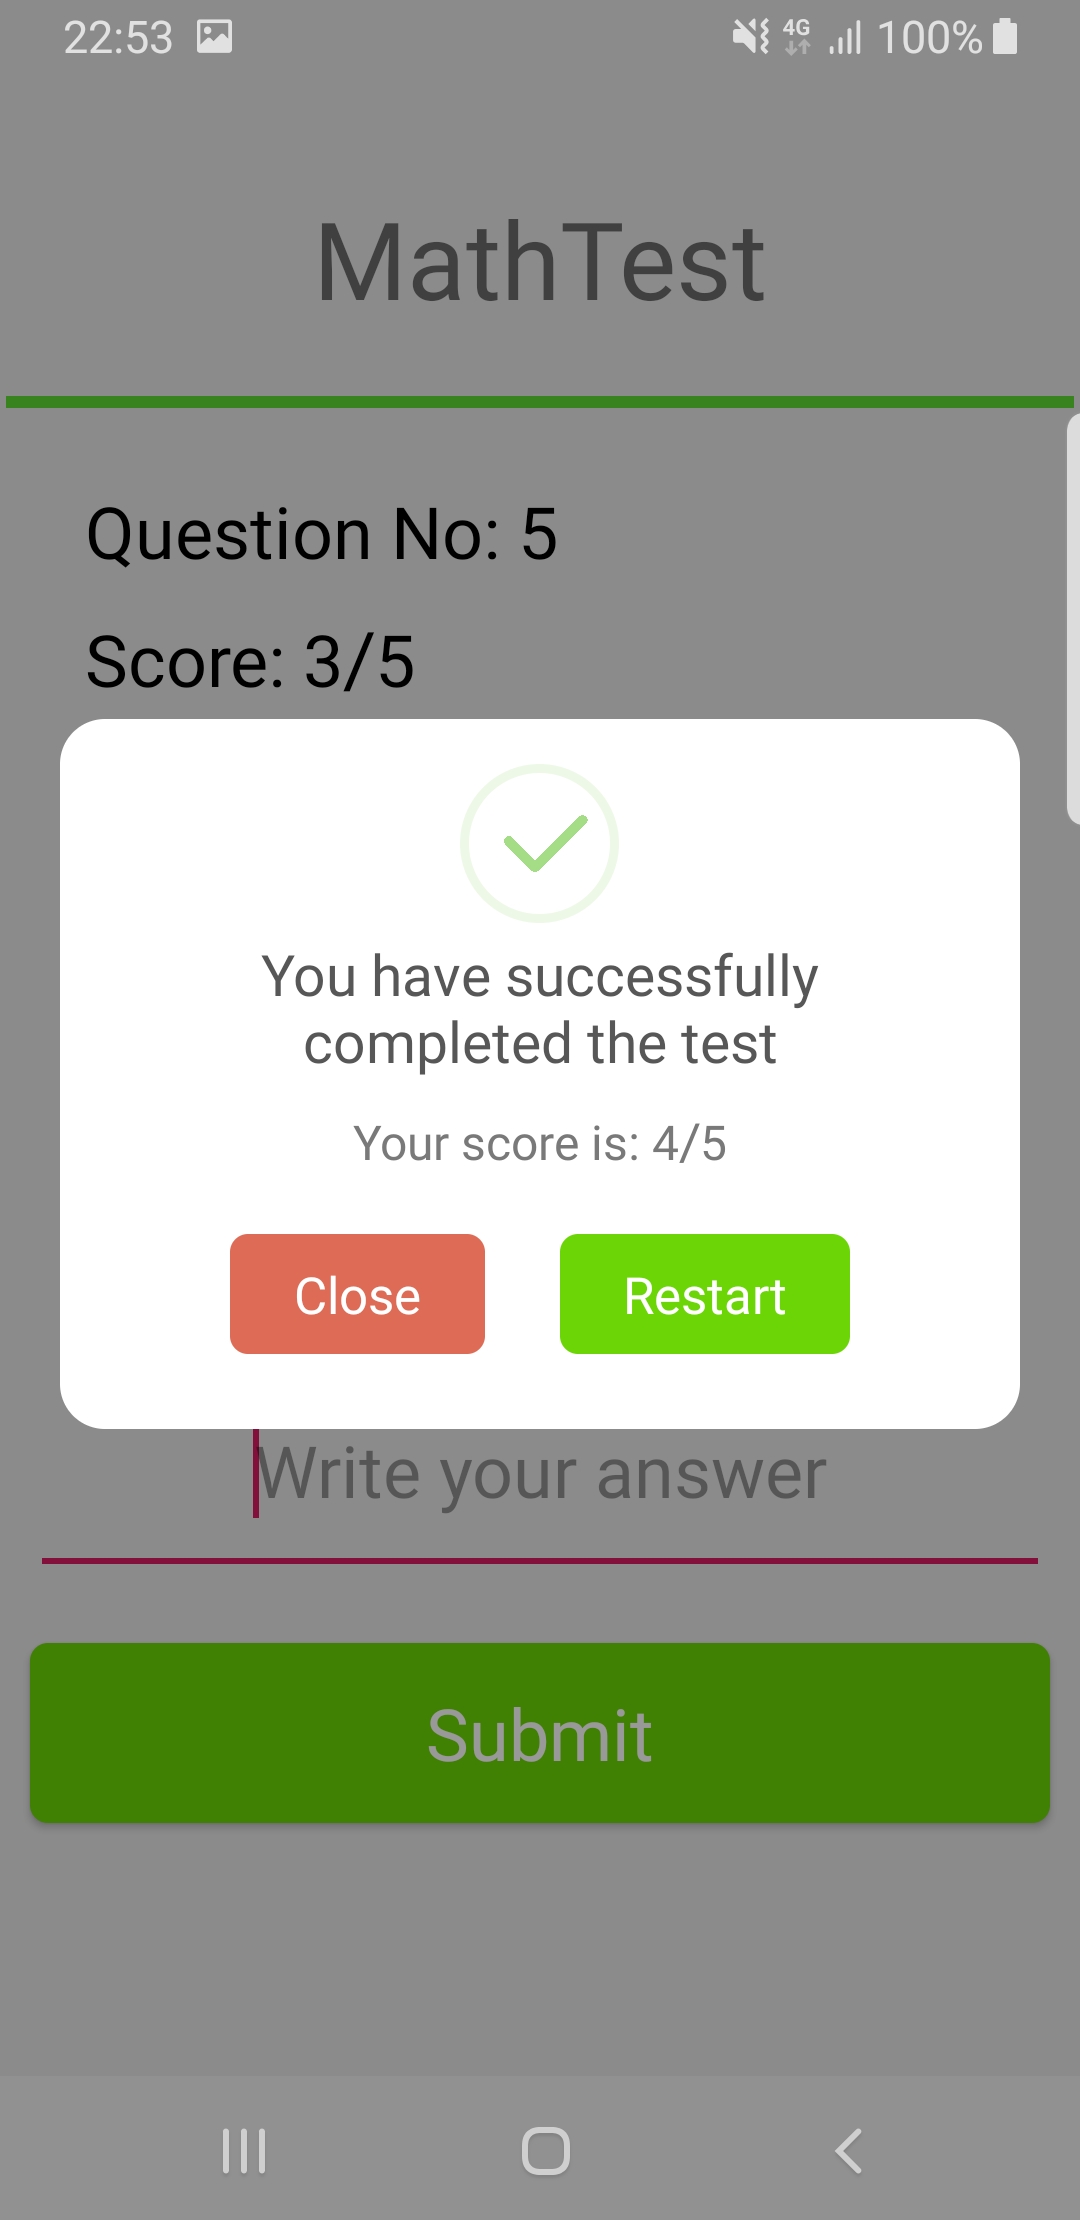 22:53 4G 100%
MathTest
Question No: 5
Score: 3/5
You have successfully
completed the test
Your score is: 4/5
Close Restart
Write your answer
Submit